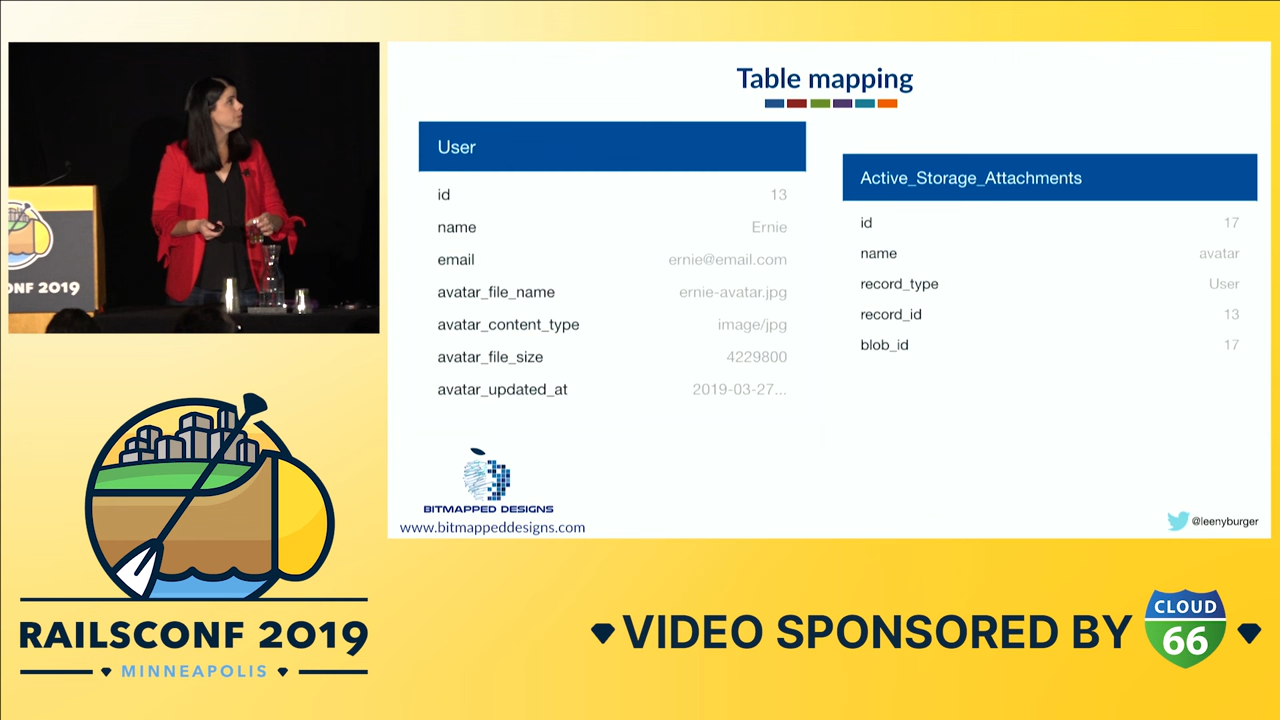 Table mapping
User
id 13
name Ernie
email ernie@email.com
avatar_file_name ernie-avatar.jpg
avatar_content_type image/jpg
avatar_file_size 4229800
avatar_updated_at 2019-03-27...
Active_Storage_Attachments
id 17
name avatar
record_type User
record_id 13
blob_id 17
BITMAPPED DESIGNS
www.bitmappeddesigns.com
@leenyburger
ONF 2019
RAILSCONF 2019
MINNEAPOLIS
VIDEO SPONSORED BY
CLOUD
66